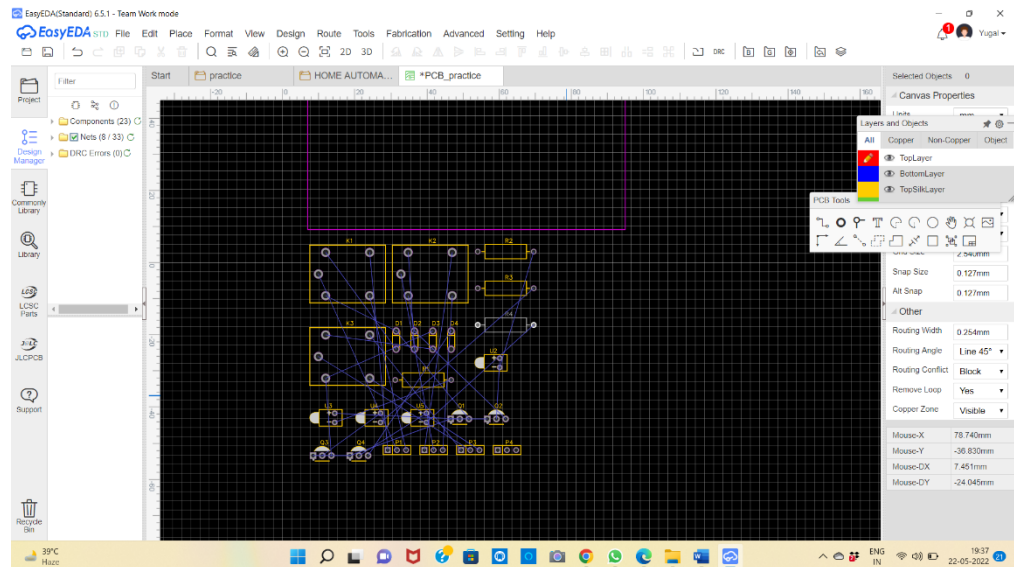 EasyEDA(Standard) 6.5.1 - Team Work mode
EasyEDA STD File Edit Place Format View Design Route Tools Fabrication Advanced Setting Help
1 Yugal
2D 3D DRC
Project
Design Manager
Commonly Library
Library
LCSC Parts
JLCPCB
Support
Recycle Bin
Filter
Components (23)
Nets (8 / 33)
DRC Errors (0)
Start practice HOME AUTOMA... *PCB_practice
K1 K2 R2
R3
K3 D1 D2 D3 D4
U2
U3 U4 U5 Q1 Q2
Q3 Q4 P1 P2 P3 P4
Selected Objects 0
Canvas Properties
Layers and Objects
All Copper Non-Copper Object
TopLayer
BottomLayer
TopSilkLayer
PCB Tools
2.540mm
Snap Size 0.127mm
Alt Snap 0.127mm
Other
Routing Width 0.254mm
Routing Angle Line 45°
Routing Conflict Block
Remove Loop Yes
Copper Zone Visible
Mouse-X 78.740mm
Mouse-Y -36.830mm
Mouse-DX 7.451mm
Mouse-DY -24.045mm
39°C
Haze
ENG
IN
19:37
22-05-2022
21